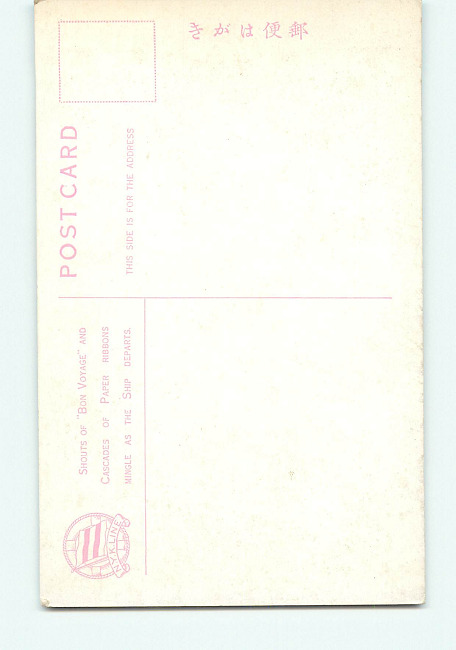 きがは便郵
POST CARD
THIS SIDE IS FOR THE ADDRESS
SHOUTS OF "BON VOYAGE" AND
CASCADES OF PAPER RIBBONS
MINGLE AS THE SHIP DEPARTS.
N.Y.K.LINE